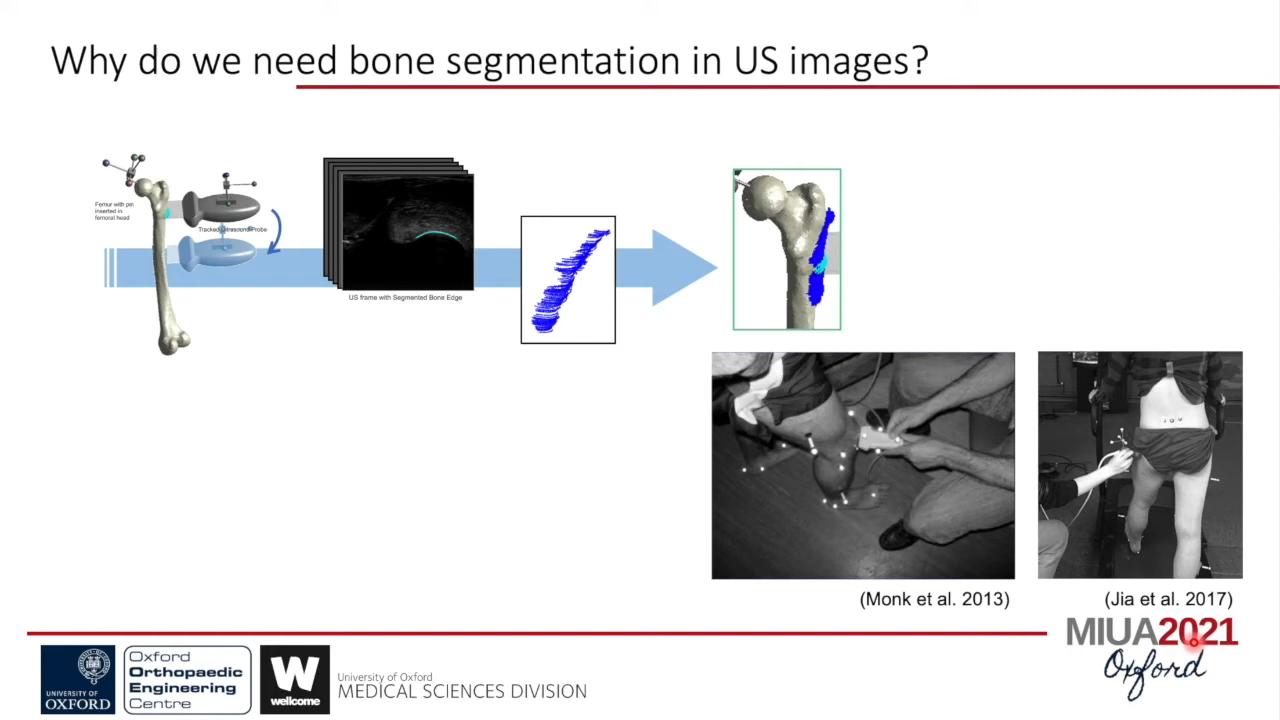 Why do we need bone segmentation in US images?
Femur with pin
inserted in
femoral head
Tracked Ultrasound Probe
US frame with Segmented Bone Edge
(Monk et al. 2013)
(Jia et al. 2017)
MIUA2021
Oxford
UNIVERSITY OF
OXFORD
Oxford
Orthopaedic
Engineering
Centre
W
wellcome
University of Oxford
MEDICAL SCIENCES DIVISION